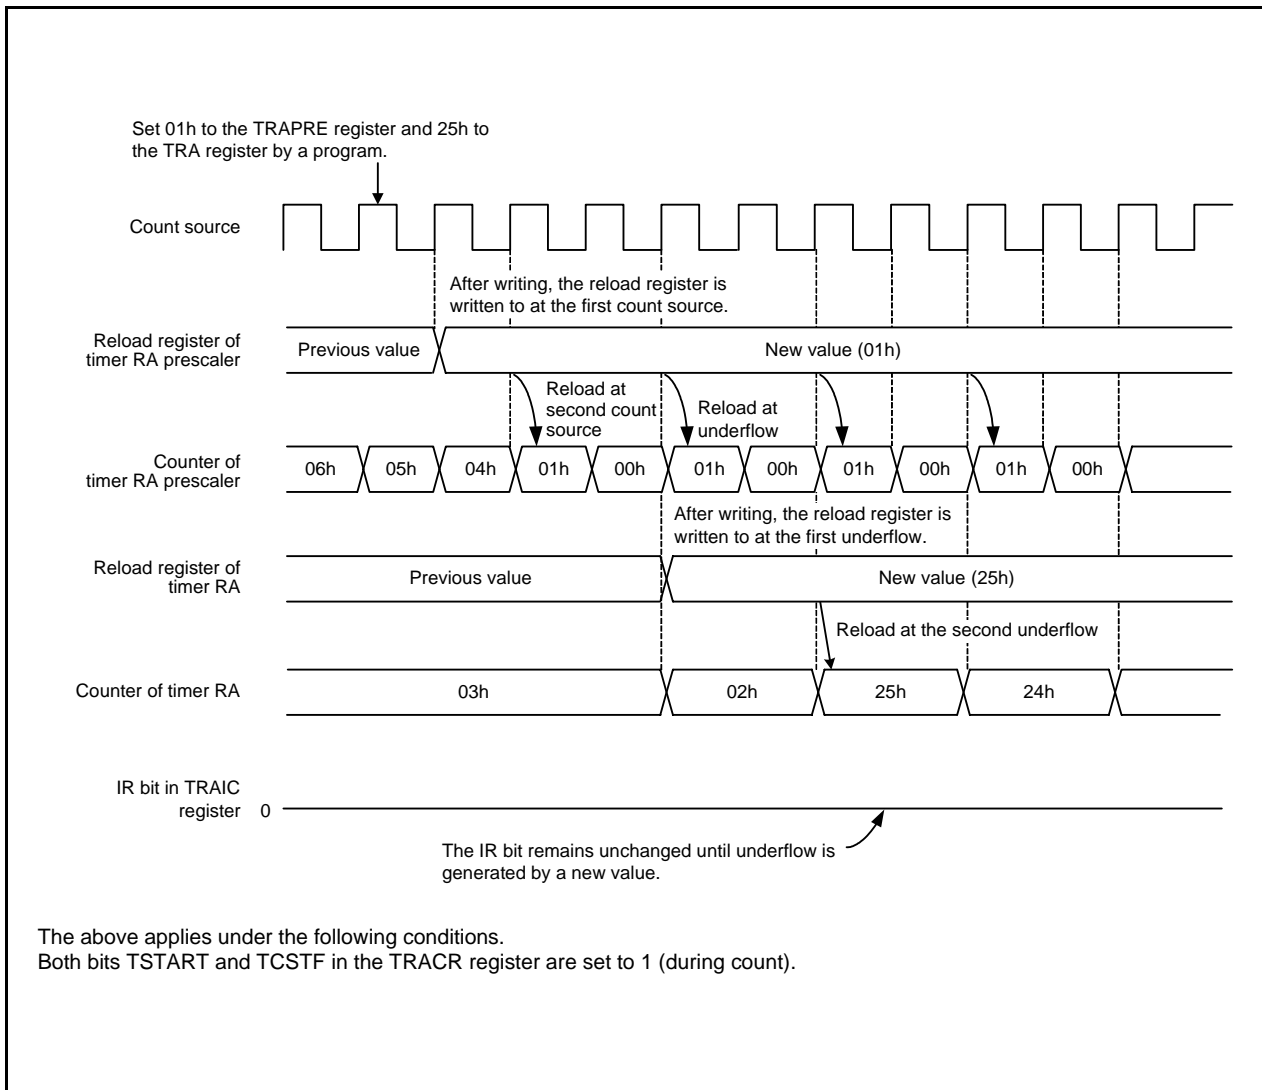 Set 01h to the TRAPRE register and 25h to
the TRA register by a program.
Count source
After writing, the reload register is
written to at the first count source.
Reload register of
timer RA prescaler
Previous value
New value (01h)
Reload at
second count
source
Reload at
underflow
Counter of
timer RA prescaler
06h 05h 04h 01h 00h 01h 00h 01h 00h 01h 00h
After writing, the reload register is
written to at the first underflow.
Reload register of
timer RA
Previous value
New value (25h)
Reload at the second underflow
Counter of timer RA
03h 02h 25h 24h
IR bit in TRAIC
register
0
The IR bit remains unchanged until underflow is
generated by a new value.
The above applies under the following conditions.
Both bits TSTART and TCSTF in the TRACR register are set to 1 (during count).